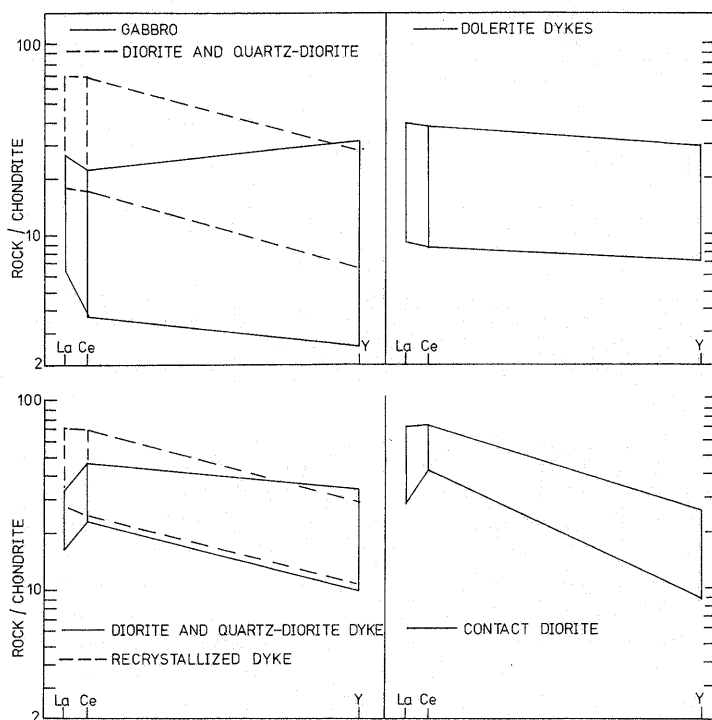 100
GABBRO
DIORITE AND QUARTZ-DIORITE
DOLERITE DYKES
ROCK / CHONDRITE
10
La
Ce
Y
La
Ce
Y
2
100
ROCK / CHONDRITE
10
DIORITE AND QUARTZ-DIORITE DYKE
RECRYSTALLIZED DYKE
CONTACT DIORITE
La
Ce
Y
La
Ce
Y
2